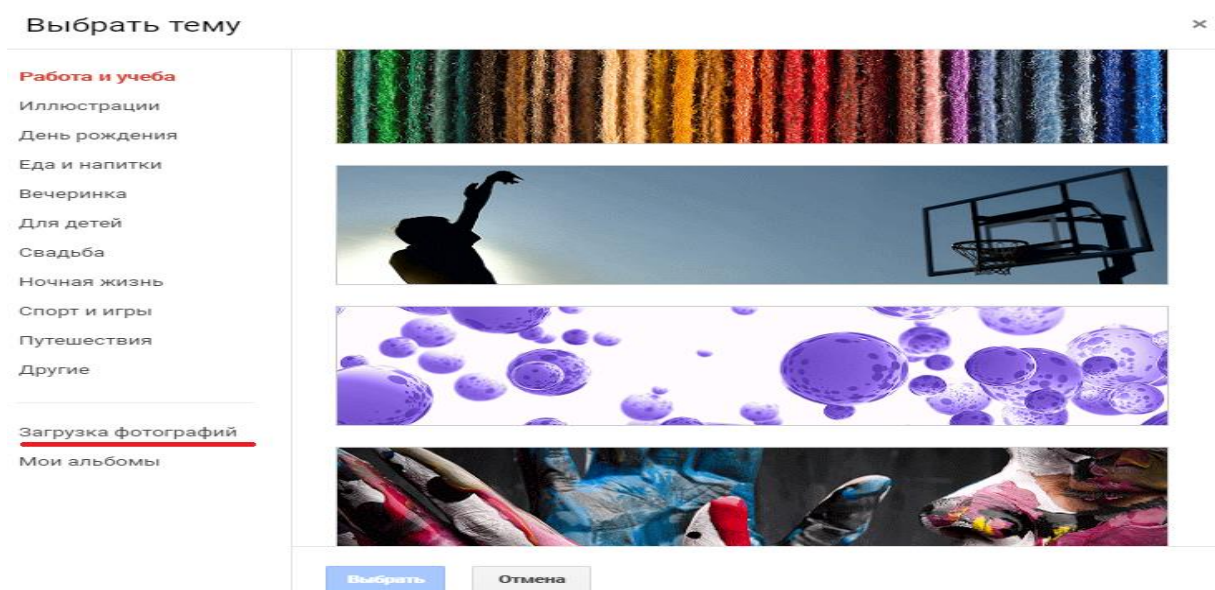 Выбрать тему
×
Работа и учеба
Иллюстрации
День рождения
Еда и напитки
Вечеринка
Для детей
Свадьба
Ночная жизнь
Спорт и игры
Путешествия
Другие
Загрузка фотографий
Мои альбомы
Выбрать
Отмена